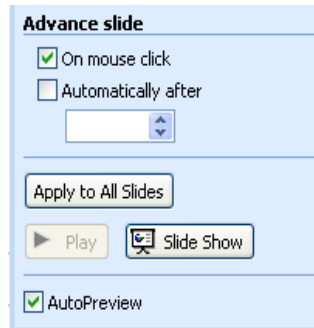 Advance slide
On mouse click
Automatically after
Apply to All Slides
Play Slide Show
AutoPreview